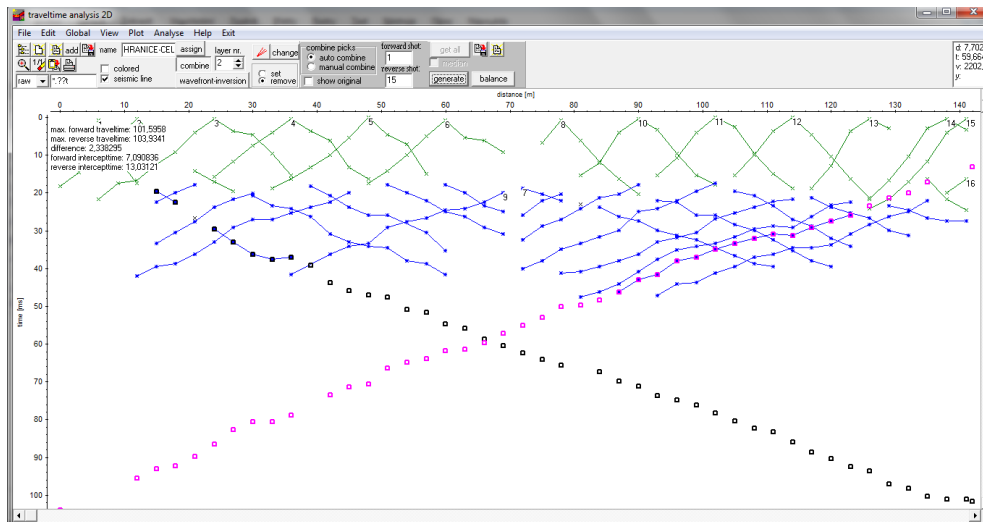 traveltime analysis 2D
File Edit Global View Plot Analyse Help Exit
add name HRANICE-CEL assign layer nr. change combine picks forward shot: get all
auto combine 1
colored combine 2 manual combine reverse shot: median
seismic line set
raw *.??t wavefront-inversion remove show original 15 generate balance
d: 7,702
t: 59,664
v: 2202,
y:
distance [m]
0 10 20 30 40 50 60 70 80 90 100 110 120 130 140
time [ms]
0
10
20
30
40
50
60
70
80
90
100
max. forward traveltime: 101,5958
max. reverse traveltime: 103,9341
difference: 2,338295
forward intercepttime: 7,090836
reverse intercepttime: 13,03121
3 4 5 6 8 10 11 12 13 14 15
9 7 16